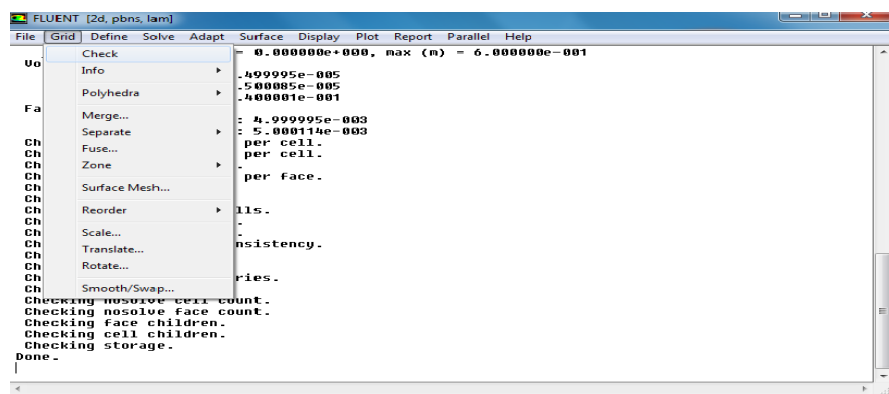 FLUENT [2d, pbns, lam]
File Grid Define Solve Adapt Surface Display Plot Report Parallel Help
= 0.000000e+000, max (m) = 6.000000e-001
Vo
.499995e-005
.500085e-005
.400001e-001
Fa
: 4.999995e-003
: 5.000114e-003
Ch per cell.
Ch per cell.
Ch .
Ch per face.
Ch
Ch
Ch lls.
Ch .
Ch .
Ch nsistency.
Ch
Ch
Ch ries.
Ch
Checking nosolve cell count.
Checking nosolve face count.
Checking face children.
Checking cell children.
Checking storage.
Done.
Check
Info
Polyhedra
Merge...
Separate
Fuse...
Zone
Surface Mesh...
Reorder
Scale...
Translate...
Rotate...
Smooth/Swap...